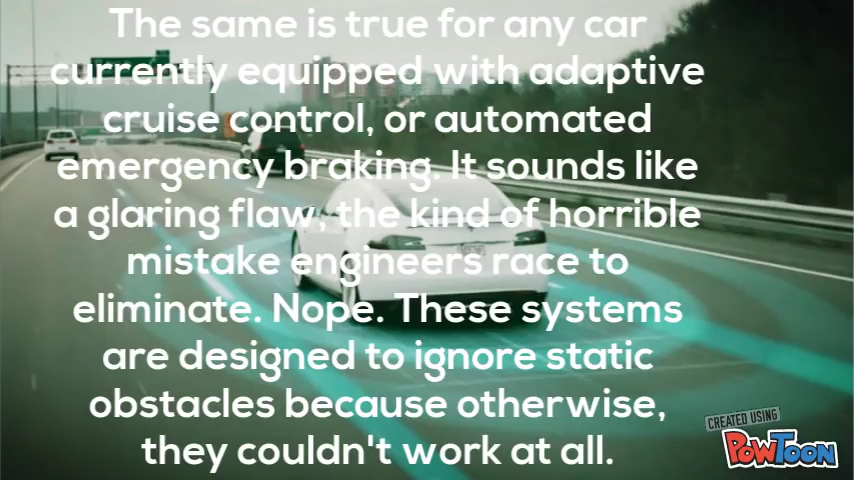 The same is true for any car
currently equipped with adaptive
cruise control, or automated
emergency braking. It sounds like
a glaring flaw, the kind of horrible
mistake engineers race to
eliminate. Nope. These systems
are designed to ignore static
obstacles because otherwise,
they couldn't work at all.
CREATED USING
POWTOON